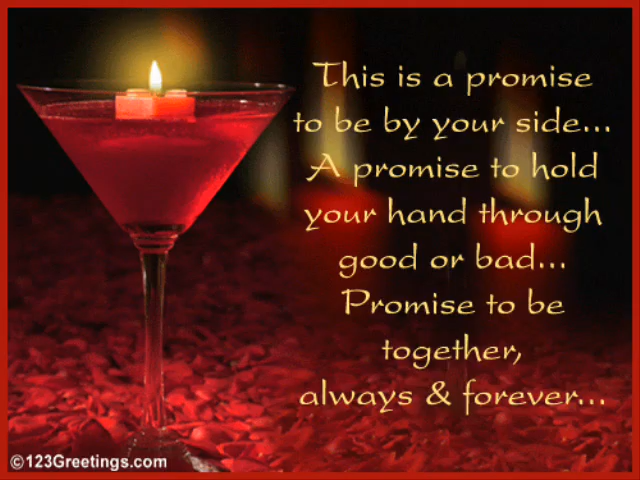 This is a promise
to be by your side...
A promise to hold
your hand through
good or bad...
Promise to be
together,
always & forever...
©123Greetings.com